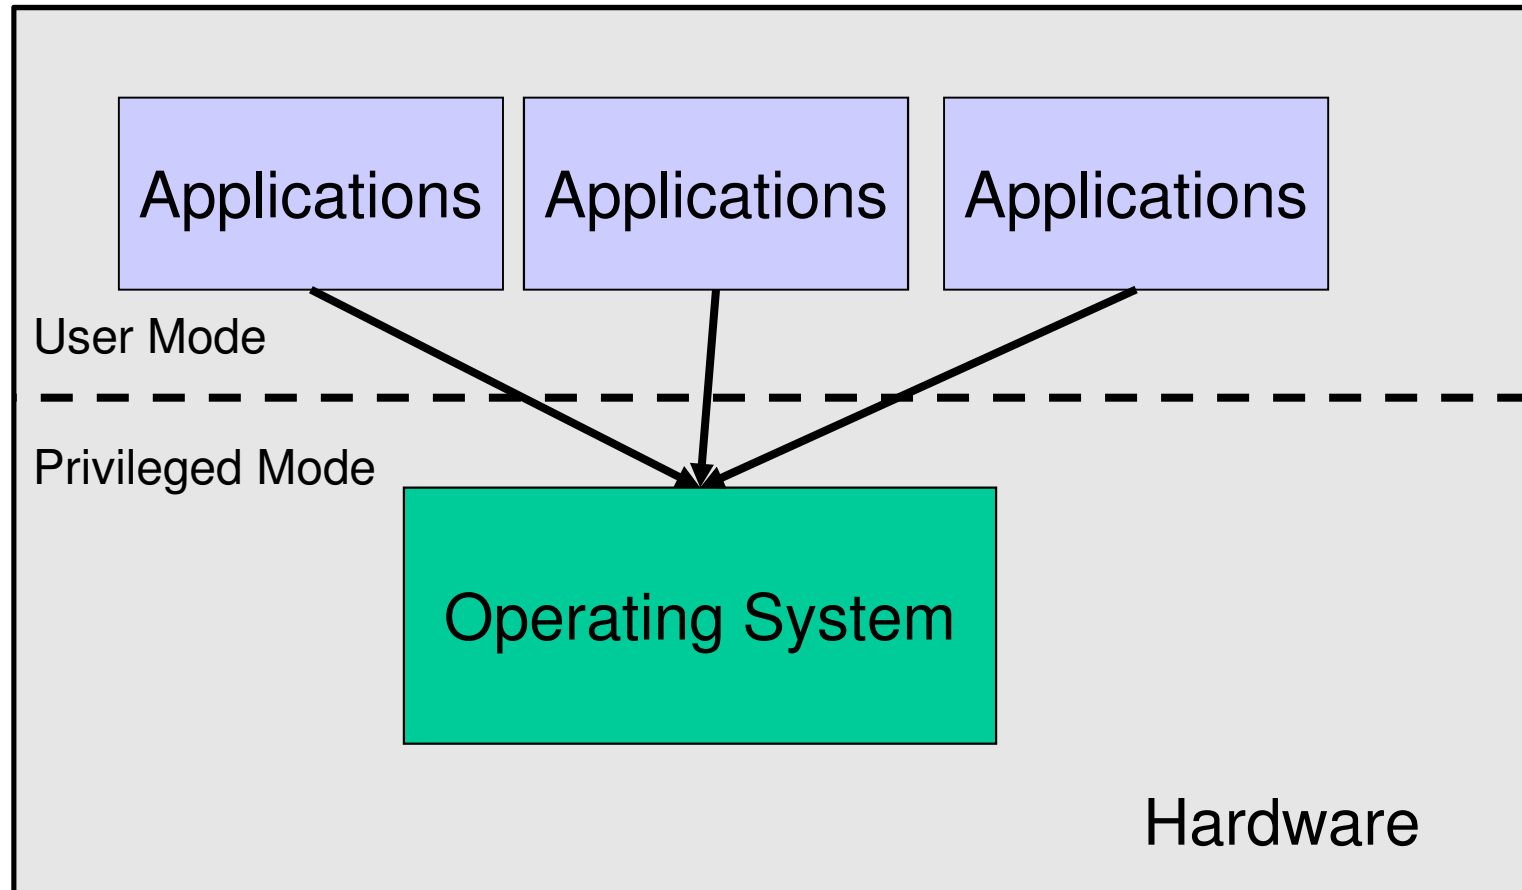 Applications
Applications
Applications
User Mode
Privileged Mode
Operating System
Hardware